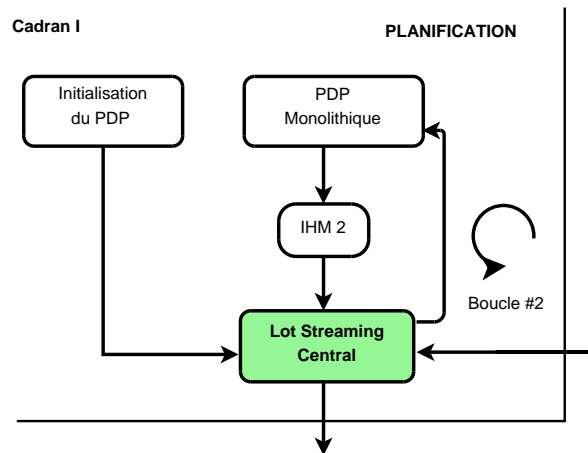 Cadran I
PLANIFICATION
Initialisation
du PDP
PDP
Monolithique
IHM 2
Boucle #2
Lot Streaming
Central